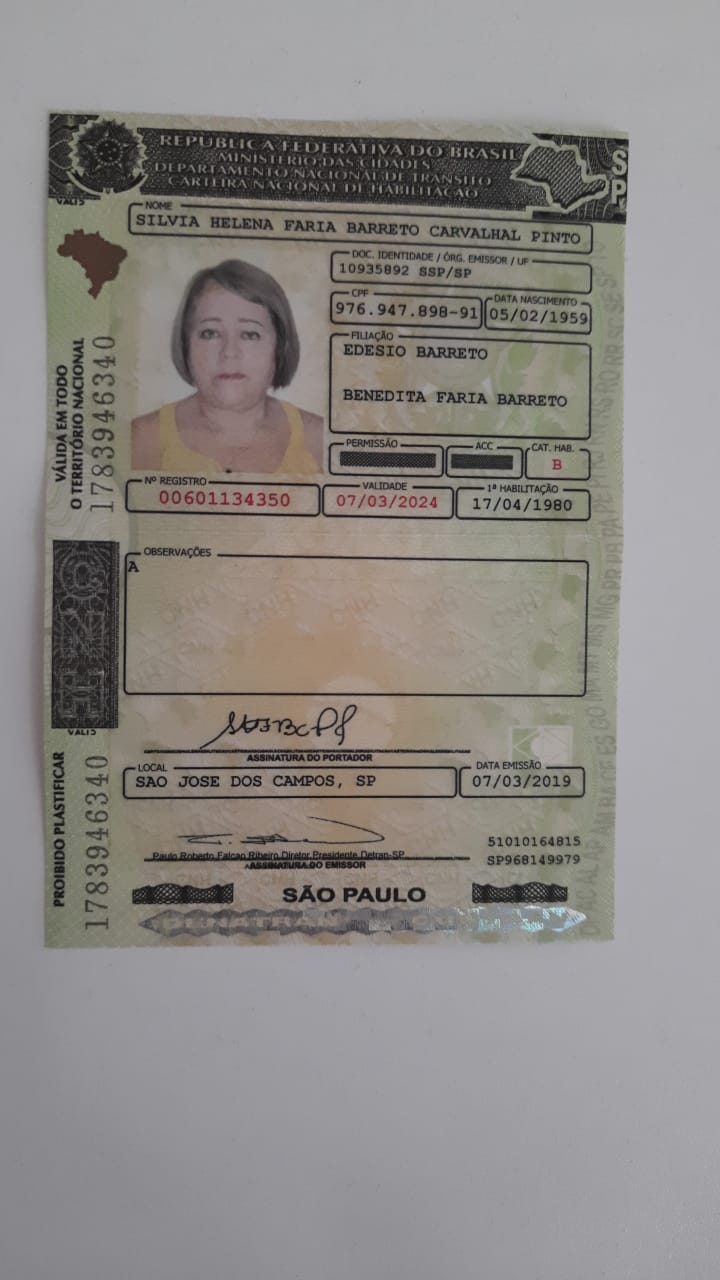 REPÚBLICA FEDERATIVA DO BRASIL
MINISTÉRIO DAS CIDADES
DEPARTAMENTO NACIONAL DE TRÂNSITO
CARTEIRA NACIONAL DE HABILITAÇÃO
SP
VALID
NOME
SILVIA HELENA FARIA BARRETO CARVALHAL PINTO
DOC. IDENTIDADE / ÓRG. EMISSOR / UF
10935892 SSP/SP
CPF
976.947.898-91
DATA NASCIMENTO
05/02/1959
FILIAÇÃO
EDESIO BARRETO
BENEDITA FARIA BARRETO
PERMISSÃO
ACC
CAT. HAB.
B
Nº REGISTRO
00601134350
VALIDADE
07/03/2024
1ª HABILITAÇÃO
17/04/1980
VÁLIDA EM TODO
O TERRITÓRIO NACIONAL
1783946340
OBSERVAÇÕES
A
VALID
ASSINATURA DO PORTADOR
LOCAL
SAO JOSE DOS CAMPOS, SP
DATA EMISSÃO
07/03/2019
PROIBIDO PLASTIFICAR
1783946340
Paulo Roberto Falcao Ribeiro Diretor Presidente Detran-SP
ASSINATURA DO EMISSOR
51010164815
SP968149979
SÃO PAULO
DENATRAN